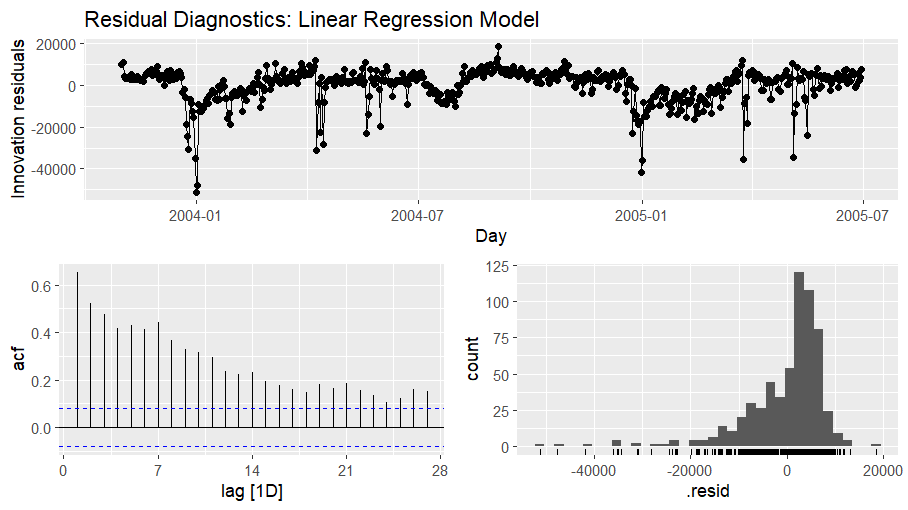 Residual Diagnostics: Linear Regression Model
Innovation residuals
20000
0
-20000
-40000
2004-01 2004-07 2005-01 2005-07
Day
acf
0.6
0.4
0.2
0.0
0 7 14 21 28
lag [1D]
count
125
100
75
50
25
0
-40000 -20000 0 20000
.resid